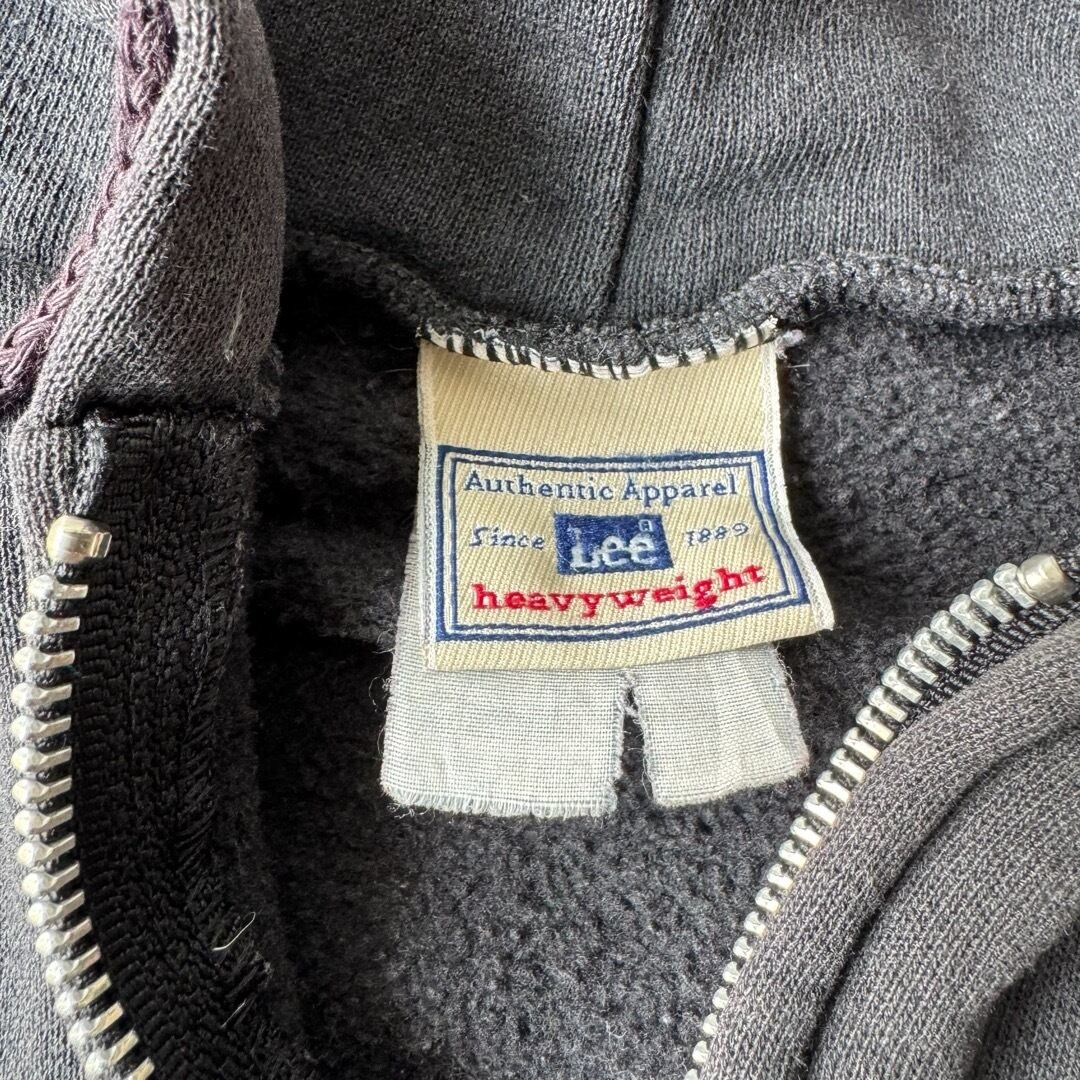 Authentic Apparel
Since Lee 1889
heavyweight